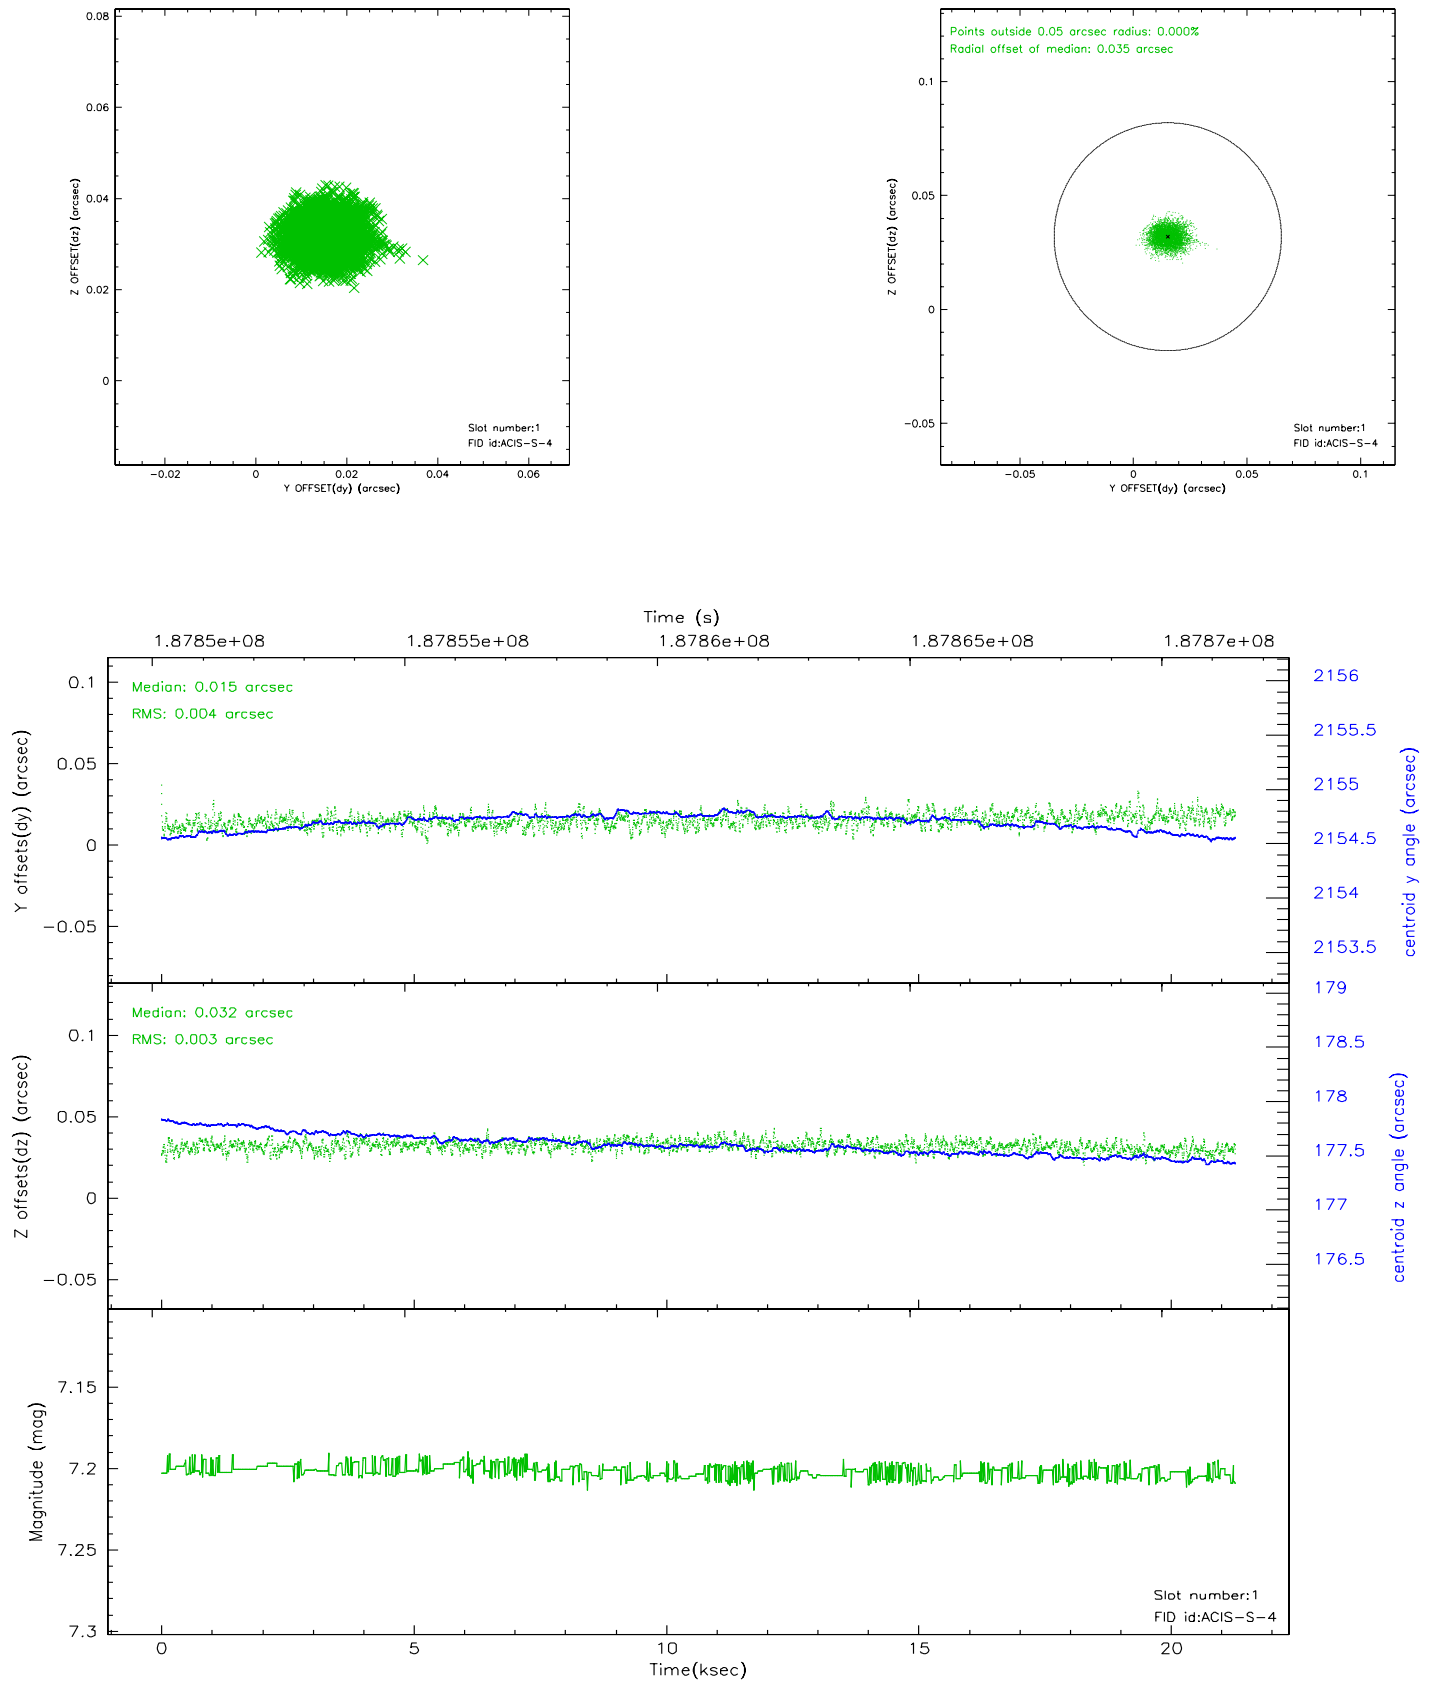 0.08
0.06
0.04
0.02
0
Z OFFSET(dz) (arcsec)
Slot number:1
FID id:ACIS-S-4
-0.02 0 0.02 0.04 0.06
Y OFFSET(dy) (arcsec)
Points outside 0.05 arcsec radius: 0.000%
Radial offset of median: 0.035 arcsec
0.1
0.05
0
-0.05
Z OFFSET(dz) (arcsec)
Slot number:1
FID id:ACIS-S-4
-0.05 0 0.05 0.1
Y OFFSET(dy) (arcsec)
Time (s)
1.8785e+08 1.87855e+08 1.8786e+08 1.87865e+08 1.8787e+08
Median: 0.015 arcsec
RMS: 0.004 arcsec
0.1
0.05
0
-0.05
Y offsets(dy) (arcsec)
2156
2155.5
2155
2154.5
2154
2153.5
centroid y angle (arcsec)
Median: 0.032 arcsec
RMS: 0.003 arcsec
0.1
0.05
0
-0.05
Z offsets(dz) (arcsec)
179
178.5
178
177.5
177
176.5
centroid z angle (arcsec)
7.15
7.2
7.25
7.3
Magnitude (mag)
Slot number:1
FID id:ACIS-S-4
0 5 10 15 20
Time(ksec)